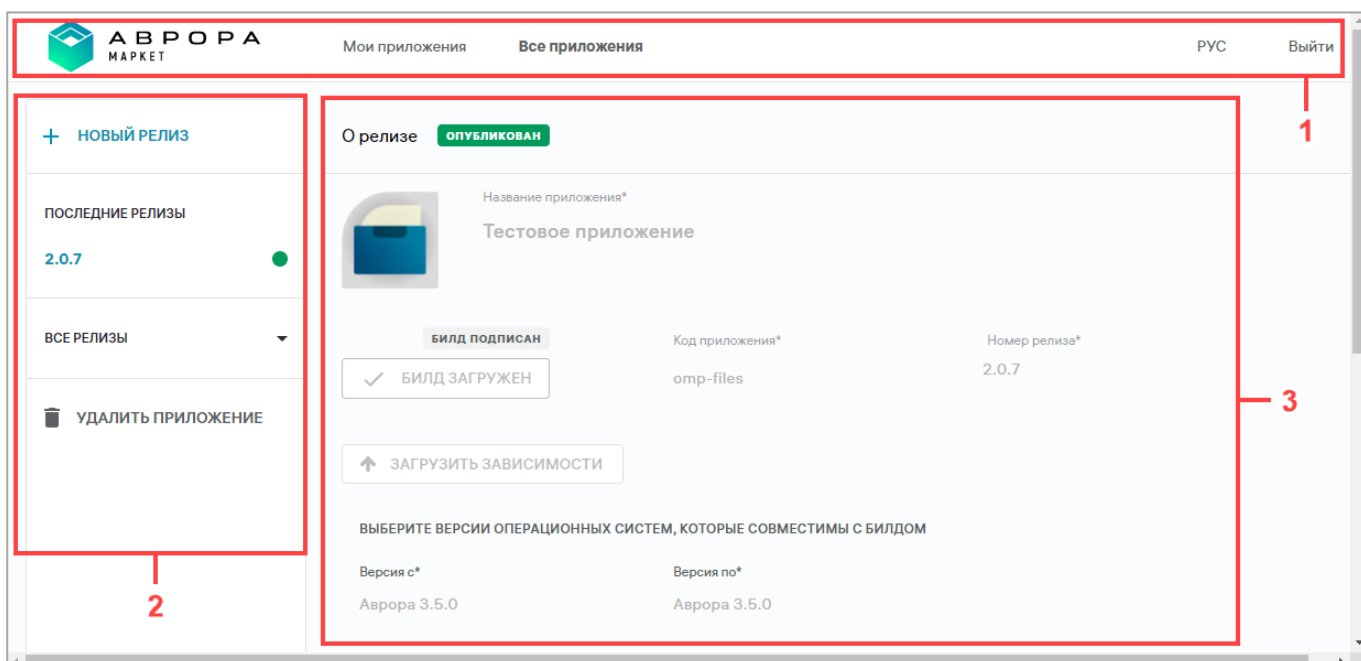 АВРОРА
МАРКЕТ
Мои приложения
Все приложения
РУС
Выйти
1
НОВЫЙ РЕЛИЗ
ПОСЛЕДНИЕ РЕЛИЗЫ
2.0.7
ВСЕ РЕЛИЗЫ
УДАЛИТЬ ПРИЛОЖЕНИЕ
2
О релизе
ОПУБЛИКОВАН
Название приложения*
Тестовое приложение
БИЛД ПОДПИСАН
БИЛД ЗАГРУЖЕН
Код приложения*
omp-files
Номер релиза*
2.0.7
ЗАГРУЗИТЬ ЗАВИСИМОСТИ
ВЫБЕРИТЕ ВЕРСИИ ОПЕРАЦИОННЫХ СИСТЕМ, КОТОРЫЕ СОВМЕСТИМЫ С БИЛДОМ
Версия с*
Аврора 3.5.0
Версия по*
Аврора 3.5.0
3